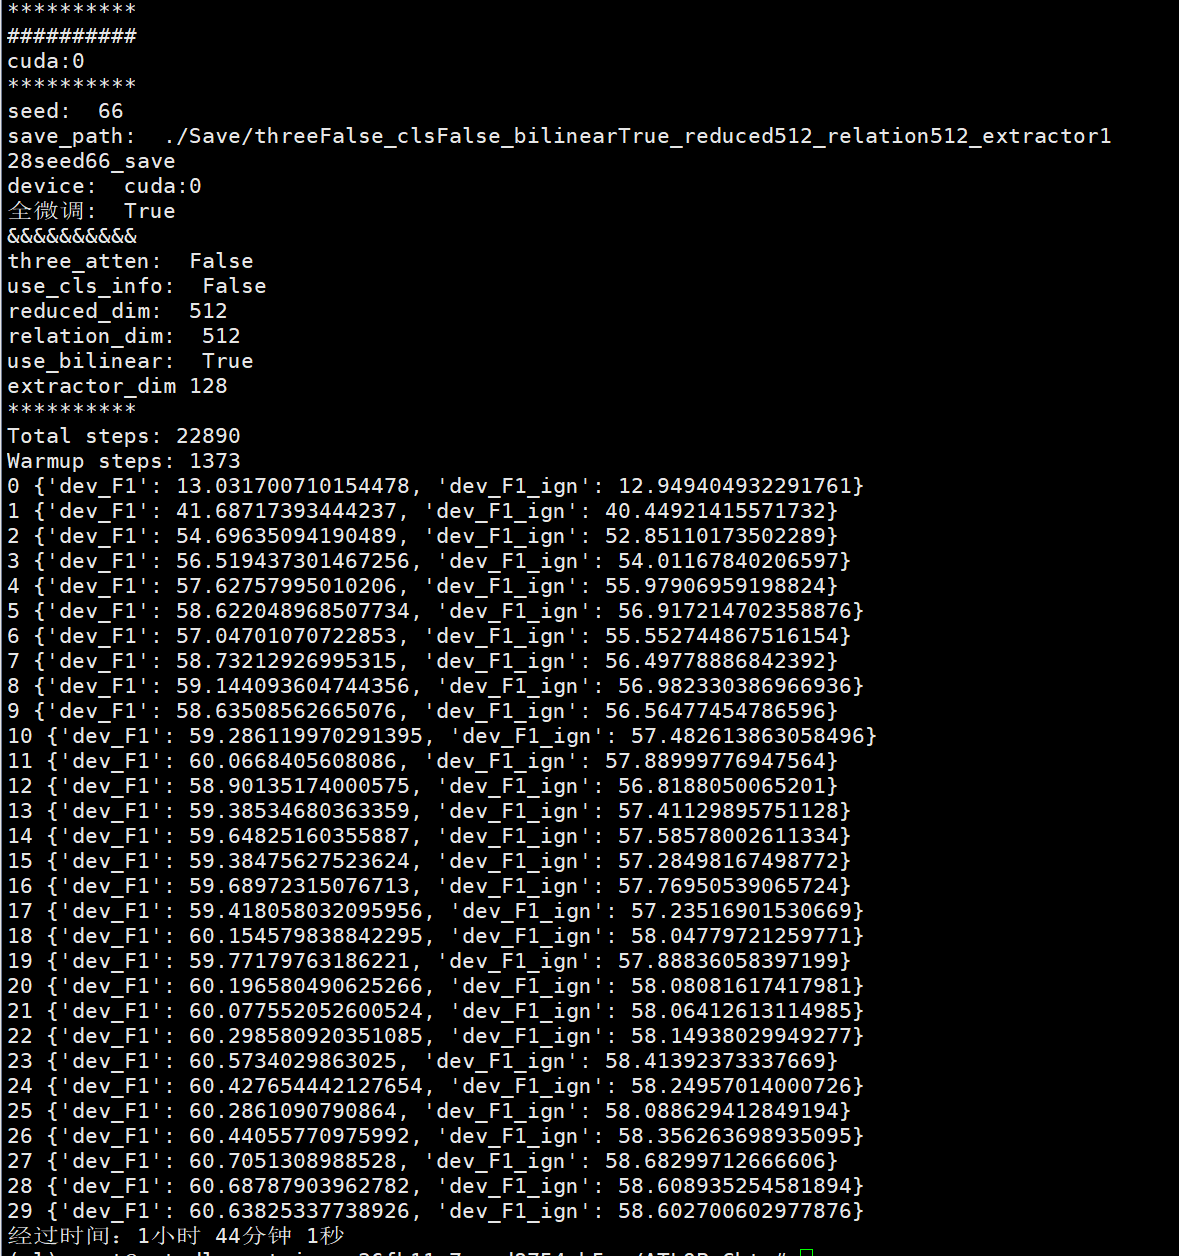 **********
##########
cuda:0
**********
seed:  66
save_path:  ./Save/threeFalse_clsFalse_bilinearTrue_reduced512_relation512_extractor1
28seed66_save
device:  cuda:0
全微调:  True
&&&&&&&&&&
three_atten:  False
use_cls_info:  False
reduced_dim:  512
relation_dim:  512
use_bilinear:  True
extractor_dim 128
**********
Total steps: 22890
Warmup steps: 1373
0 {'dev_F1': 13.031700710154478, 'dev_F1_ign': 12.949404932291761}
1 {'dev_F1': 41.68717393444237, 'dev_F1_ign': 40.44921415571732}
2 {'dev_F1': 54.69635094190489, 'dev_F1_ign': 52.85110173502289}
3 {'dev_F1': 56.519437301467256, 'dev_F1_ign': 54.01167840206597}
4 {'dev_F1': 57.62757995010206, 'dev_F1_ign': 55.97906959198824}
5 {'dev_F1': 58.622048968507734, 'dev_F1_ign': 56.917214702358876}
6 {'dev_F1': 57.04701070722853, 'dev_F1_ign': 55.552744867516154}
7 {'dev_F1': 58.73212926995315, 'dev_F1_ign': 56.49778886842392}
8 {'dev_F1': 59.144093604744356, 'dev_F1_ign': 56.982330386966936}
9 {'dev_F1': 58.63508562665076, 'dev_F1_ign': 56.56477454786596}
10 {'dev_F1': 59.286119970291395, 'dev_F1_ign': 57.482613863058496}
11 {'dev_F1': 60.0668405608086, 'dev_F1_ign': 57.88999776947564}
12 {'dev_F1': 58.90135174000575, 'dev_F1_ign': 56.8188050065201}
13 {'dev_F1': 59.38534680363359, 'dev_F1_ign': 57.41129895751128}
14 {'dev_F1': 59.64825160355887, 'dev_F1_ign': 57.58578002611334}
15 {'dev_F1': 59.38475627523624, 'dev_F1_ign': 57.28498167498772}
16 {'dev_F1': 59.68972315076713, 'dev_F1_ign': 57.76950539065724}
17 {'dev_F1': 59.418058032095956, 'dev_F1_ign': 57.23516901530669}
18 {'dev_F1': 60.154579838842295, 'dev_F1_ign': 58.04779721259771}
19 {'dev_F1': 59.77179763186221, 'dev_F1_ign': 57.88836058397199}
20 {'dev_F1': 60.196580490625266, 'dev_F1_ign': 58.08081617417981}
21 {'dev_F1': 60.077552052600524, 'dev_F1_ign': 58.06412613114985}
22 {'dev_F1': 60.298580920351085, 'dev_F1_ign': 58.149380299449277}
23 {'dev_F1': 60.5734029863025, 'dev_F1_ign': 58.41392373337669}
24 {'dev_F1': 60.427654442127654, 'dev_F1_ign': 58.24957014000726}
25 {'dev_F1': 60.2861090790864, 'dev_F1_ign': 58.088629412849194}
26 {'dev_F1': 60.44055770975992, 'dev_F1_ign': 58.356263698935095}
27 {'dev_F1': 60.7051308988528, 'dev_F1_ign': 58.68299712666606}
28 {'dev_F1': 60.68787903962782, 'dev_F1_ign': 58.608935254581894}
29 {'dev_F1': 60.63825337738926, 'dev_F1_ign': 58.602700602977876}
经过时间: 1小时 44分钟 1秒